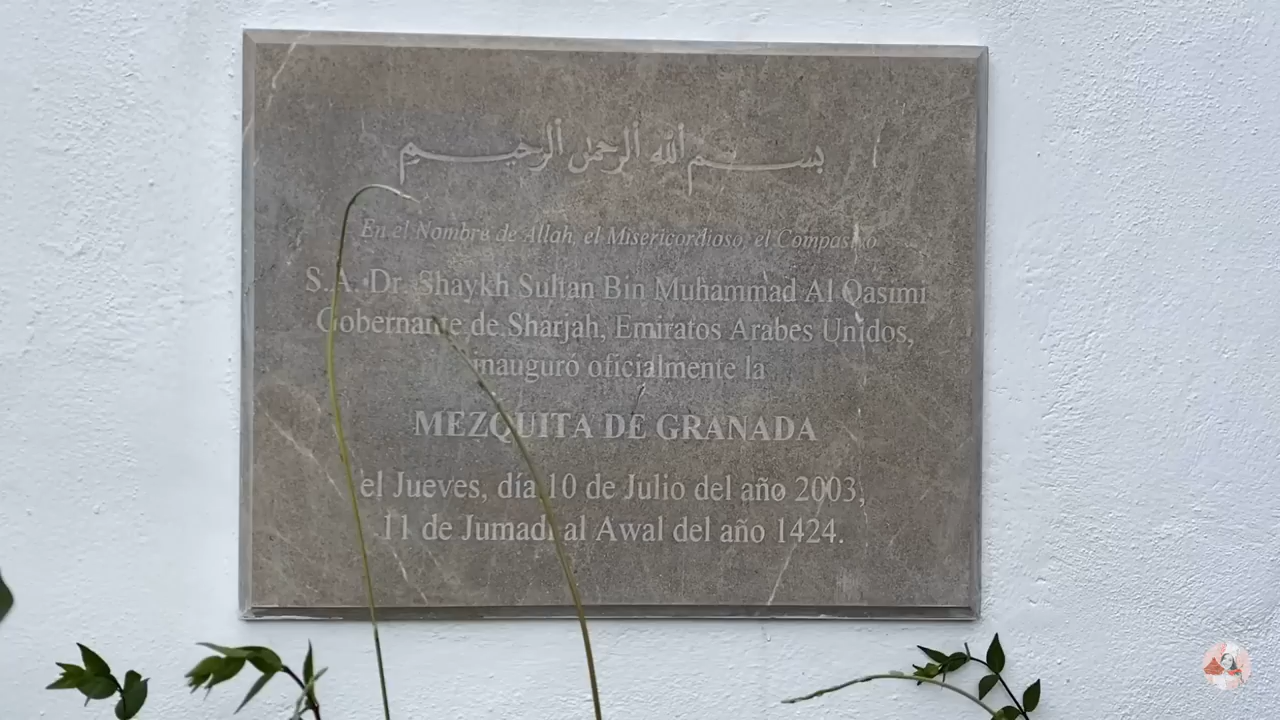 بسم الله الرحمن الرحيم
En el Nombre de Allah, el Misericordioso, el Compasivo
S.A. Dr. Shaykh Sultan Bin Muhammad Al Qasimi
Gobernante de Sharjah, Emiratos Arabes Unidos,
inauguró oficialmente la
MEZQUITA DE GRANADA
el Jueves, día 10 de Julio del año 2003,
11 de Jumadi al Awal del año 1424.